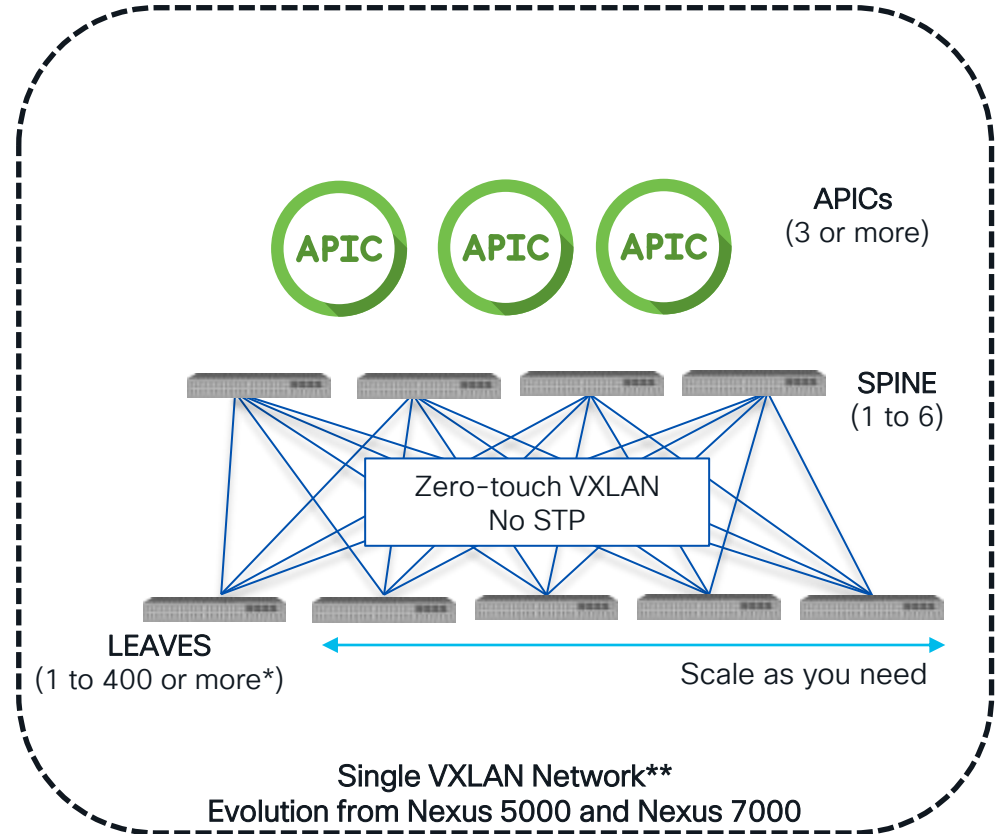 APIC APIC APIC
APICs
(3 or more)
SPINE
(1 to 6)
Zero-touch VXLAN
No STP
LEAVES
(1 to 400 or more*)
Scale as you need
Single VXLAN Network**
Evolution from Nexus 5000 and Nexus 7000